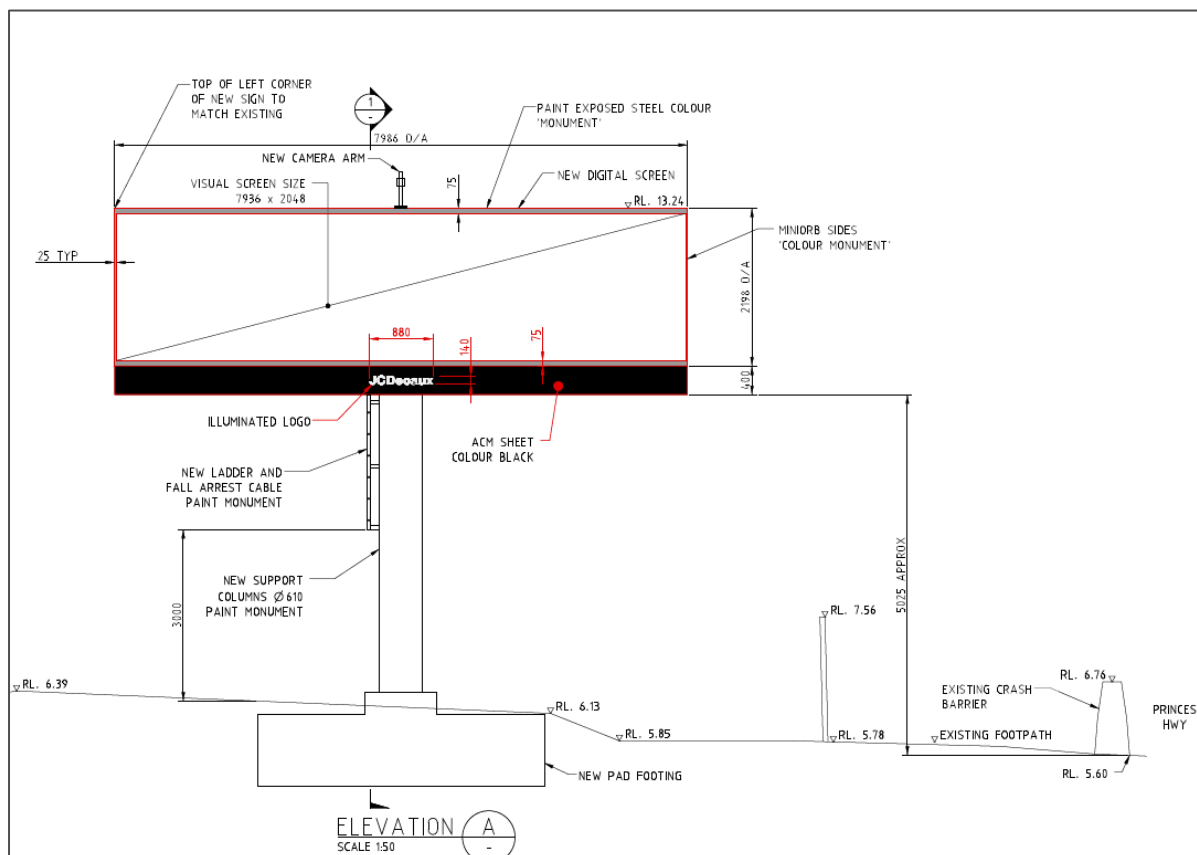 TOP OF LEFT CORNER
OF NEW SIGN TO
MATCH EXISTING
1
-
PAINT EXPOSED STEEL COLOUR
'MONUMENT'
7986 O/A
NEW CAMERA ARM
VISUAL SCREEN SIZE
7936 x 2048
75
NEW DIGITAL SCREEN
RL. 13.24
MINIORB SIDES
'COLOUR MONUMENT'
25 TYP
2198 O/A
880
140
75
400
JCDecaux
ILLUMINATED LOGO
ACM SHEET
COLOUR BLACK
NEW LADDER AND
FALL ARREST CABLE
PAINT MONUMENT
NEW SUPPORT
COLUMNS Ø610
PAINT MONUMENT
3000
5025 APPROX
RL. 7.56
RL. 6.39
RL. 6.13
RL. 5.85
RL. 5.78
EXISTING FOOTPATH
EXISTING CRASH
BARRIER
RL. 6.76
PRINCES
HWY
RL. 5.60
NEW PAD FOOTING
ELEVATION
SCALE 1:50
A
-